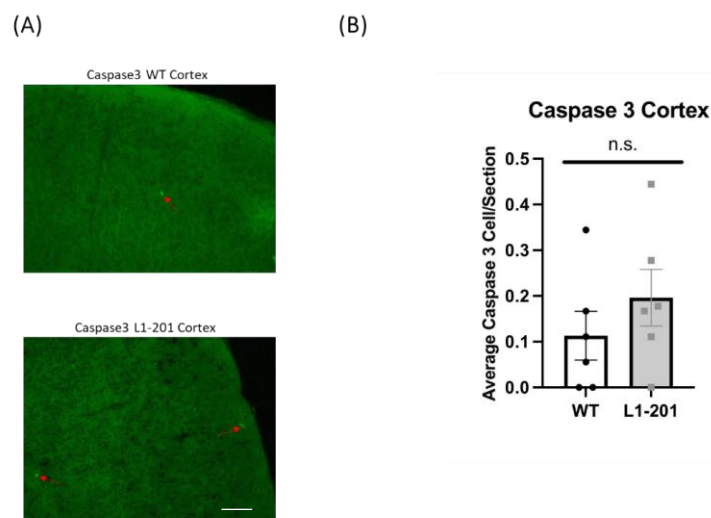 (A)
(B)
Caspase3 WT Cortex
Caspase3 L1-201 Cortex
Caspase 3 Cortex
n.s.
Average Caspase 3 Cell/Section
0.5
0.4
0.3
0.2
0.1
0.0
WT
L1-201